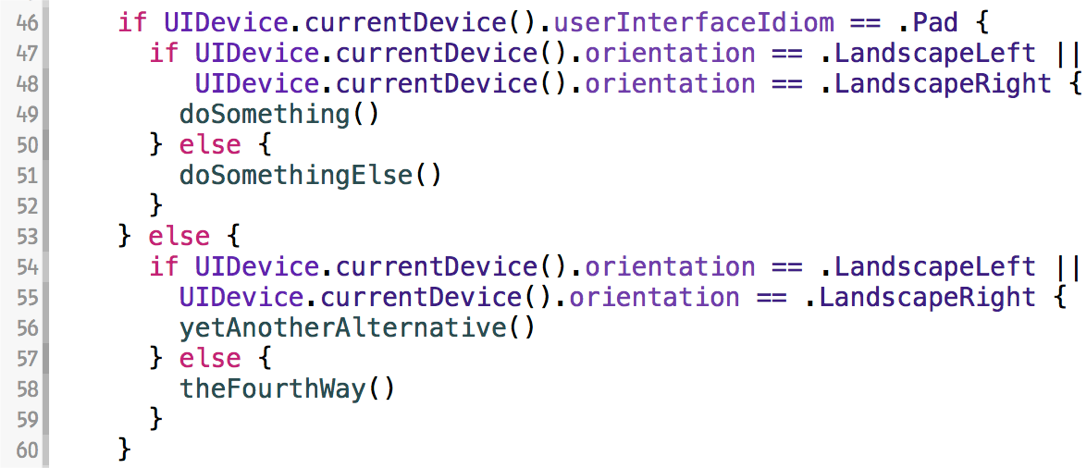 46 if UIDevice.currentDevice().userInterfaceIdiom == .Pad {
47 if UIDevice.currentDevice().orientation == .LandscapeLeft ||
48 UIDevice.currentDevice().orientation == .LandscapeRight {
49 doSomething()
50 } else {
51 doSomethingElse()
52 }
53 } else {
54 if UIDevice.currentDevice().orientation == .LandscapeLeft ||
55 UIDevice.currentDevice().orientation == .LandscapeRight {
56 yetAnotherAlternative()
57 } else {
58 theFourthWay()
59 }
60 }